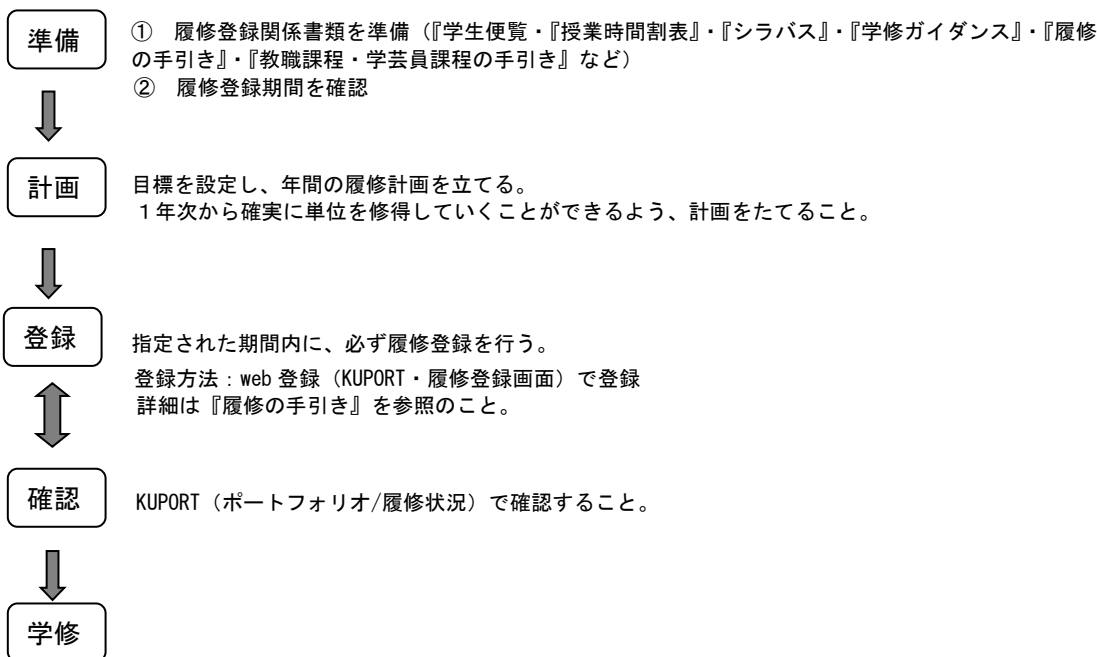 準備
① 履修登録関係書類を準備（『学生便覧・『授業時間割表』・『シラバス』・『学修ガイダンス』・『履修
の手引き』・『教職課程・学芸員課程の手引き』など）
② 履修登録期間を確認
計画
目標を設定し、年間の履修計画を立てる。
１年次から確実に単位を修得していくことができるよう、計画をたてること。
登録
指定された期間内に、必ず履修登録を行う。
登録方法：web 登録（KUPORT・履修登録画面）で登録
詳細は『履修の手引き』を参照のこと。
確認
KUPORT（ポートフォリオ/履修状況）で確認すること。
学修